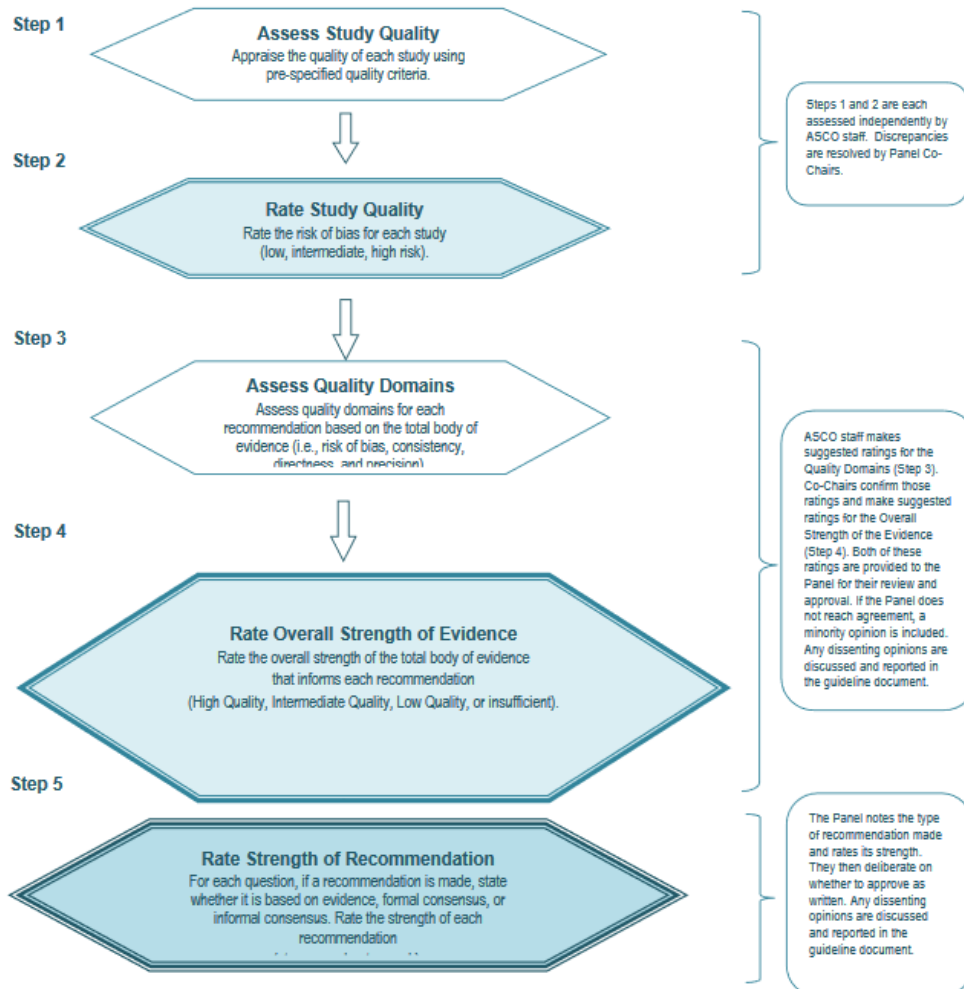 Step 1
Assess Study Quality
Appraise the quality of each study using
pre-specified quality criteria.
Steps 1 and 2 are each
assessed independently by
ASCO staff.  Discrepancies
are resolved by Panel Co-
Chairs.
Step 2
Rate Study Quality
Rate the risk of bias for each study
(low, intermediate, high risk).
Step 3
Assess Quality Domains
Assess quality domains for each
recommendation based on the total body of
evidence (i.e., risk of bias, consistency,
directness, and precision)
ASCO staff makes
suggested ratings for the
Quality Domains (Step 3).
Co-Chairs confirm those
ratings and make suggested
ratings for the Overall
Strength of the Evidence
(Step 4). Both of these
ratings are provided to the
Panel for their review and
approval. If the Panel does
not reach agreement, a
minority opinion is included.
Any dissenting opinions are
discussed and reported in
the guideline document.
Step 4
Rate Overall Strength of Evidence
Rate the overall strength of the total body of evidence
that informs each recommendation
(High Quality, Intermediate Quality, Low Quality, or insufficient).
Step 5
Rate Strength of Recommendation
For each question, if a recommendation is made, state
whether it is based on evidence, formal consensus, or
informal consensus. Rate the strength of each
recommendation
The Panel notes the type
of recommendation made
and rates its strength.
They then deliberate on
whether to approve as
written. Any dissenting
opinions are discussed
and reported in the
guideline document.